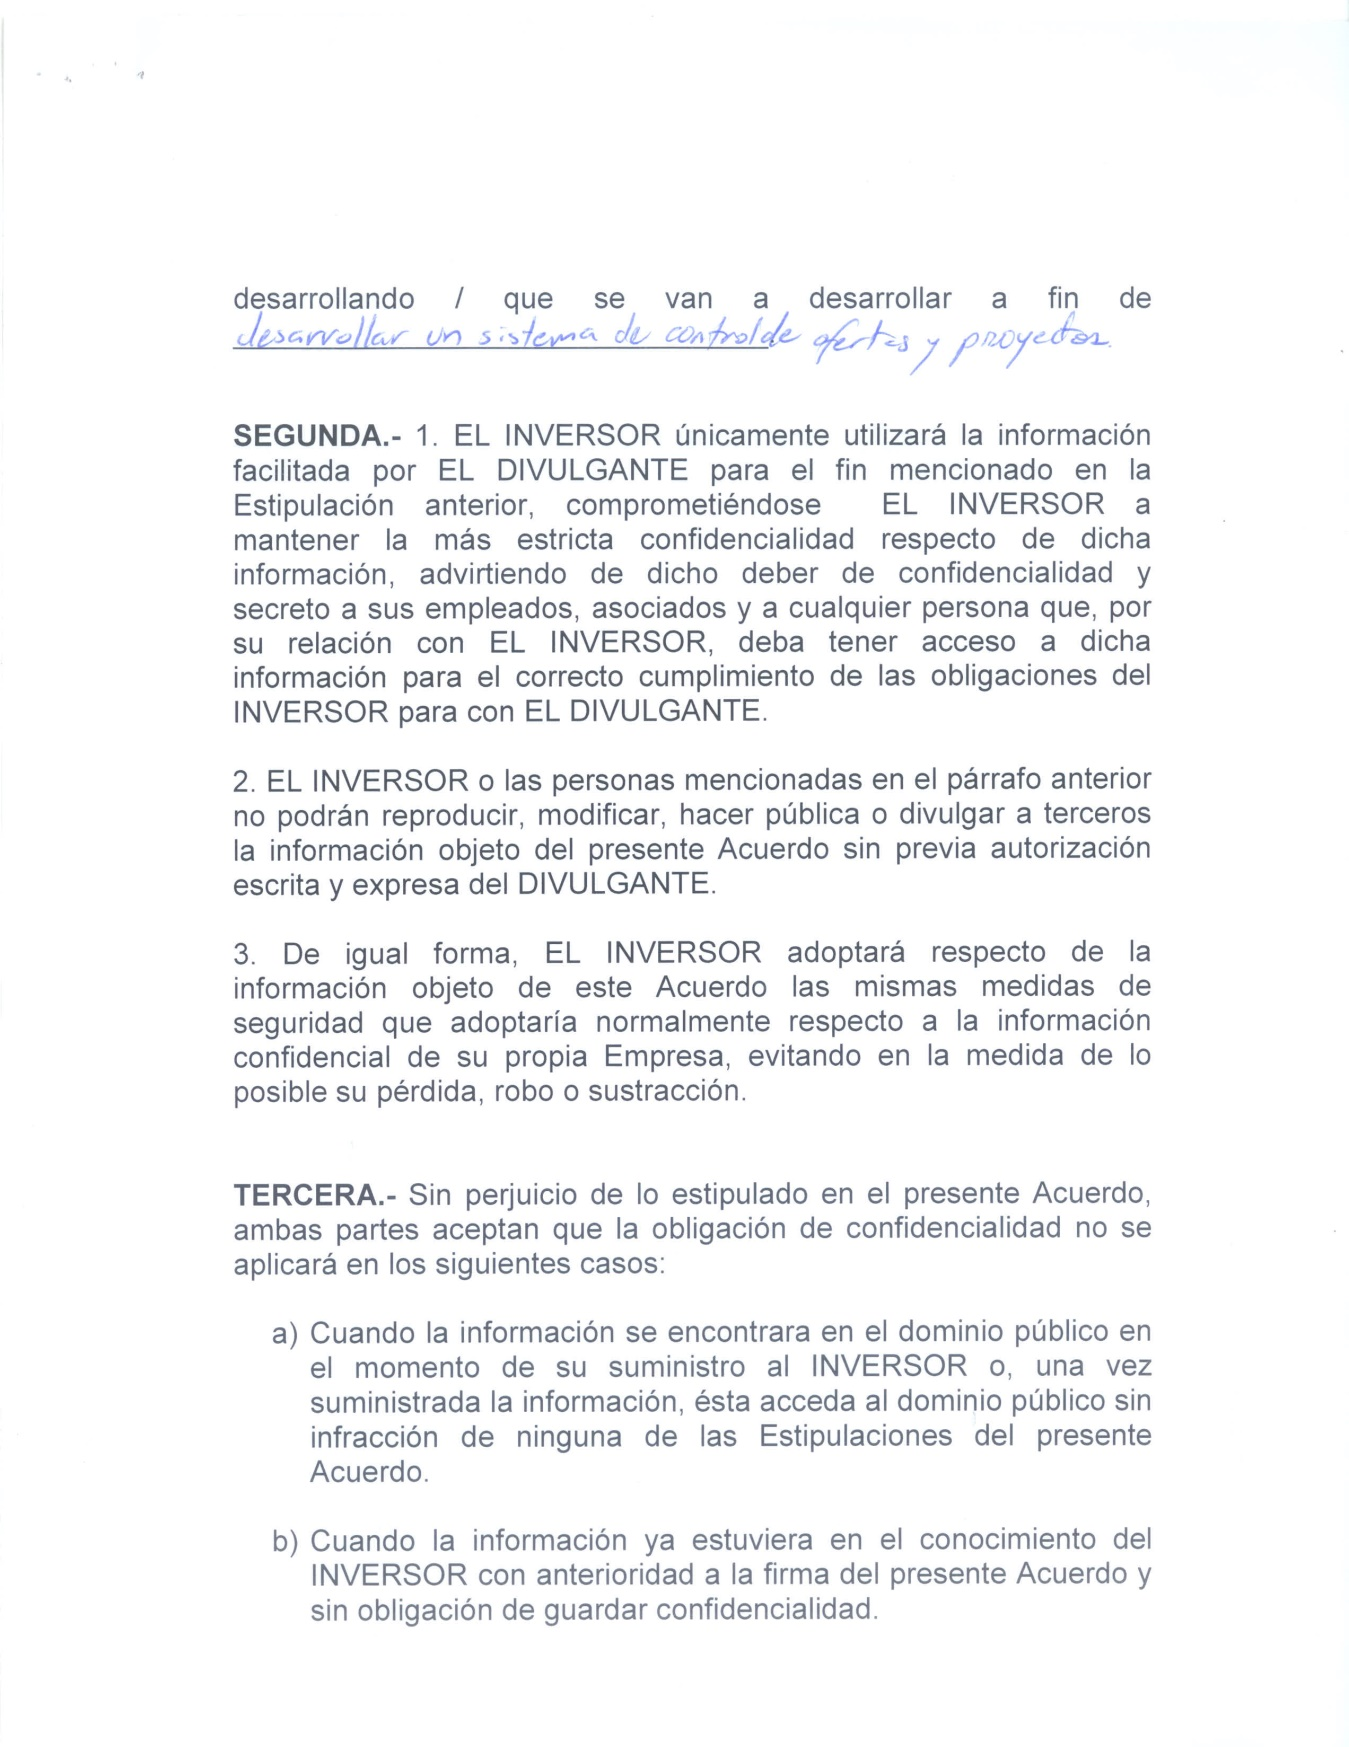 desarrollando / que se van a desarrollar a fin de
desarrollar un sistema de control de ofertas y proyectos.
SEGUNDA.- 1. EL INVERSOR únicamente utilizará la información
facilitada por EL DIVULGANTE para el fin mencionado en la
Estipulación anterior, comprometiéndose EL INVERSOR a
mantener la más estricta confidencialidad respecto de dicha
información, advirtiendo de dicho deber de confidencialidad y
secreto a sus empleados, asociados y a cualquier persona que, por
su relación con EL INVERSOR, deba tener acceso a dicha
información para el correcto cumplimiento de las obligaciones del
INVERSOR para con EL DIVULGANTE.
2. EL INVERSOR o las personas mencionadas en el párrafo anterior
no podrán reproducir, modificar, hacer pública o divulgar a terceros
la información objeto del presente Acuerdo sin previa autorización
escrita y expresa del DIVULGANTE.
3. De igual forma, EL INVERSOR adoptará respecto de la
información objeto de este Acuerdo las mismas medidas de
seguridad que adoptaría normalmente respecto a la información
confidencial de su propia Empresa, evitando en la medida de lo
posible su pérdida, robo o sustracción.
TERCERA.- Sin perjuicio de lo estipulado en el presente Acuerdo,
ambas partes aceptan que la obligación de confidencialidad no se
aplicará en los siguientes casos:
a) Cuando la información se encontrara en el dominio público en
el momento de su suministro al INVERSOR o, una vez
suministrada la información, ésta acceda al dominio público sin
infracción de ninguna de las Estipulaciones del presente
Acuerdo.
b) Cuando la información ya estuviera en el conocimiento del
INVERSOR con anterioridad a la firma del presente Acuerdo y
sin obligación de guardar confidencialidad.